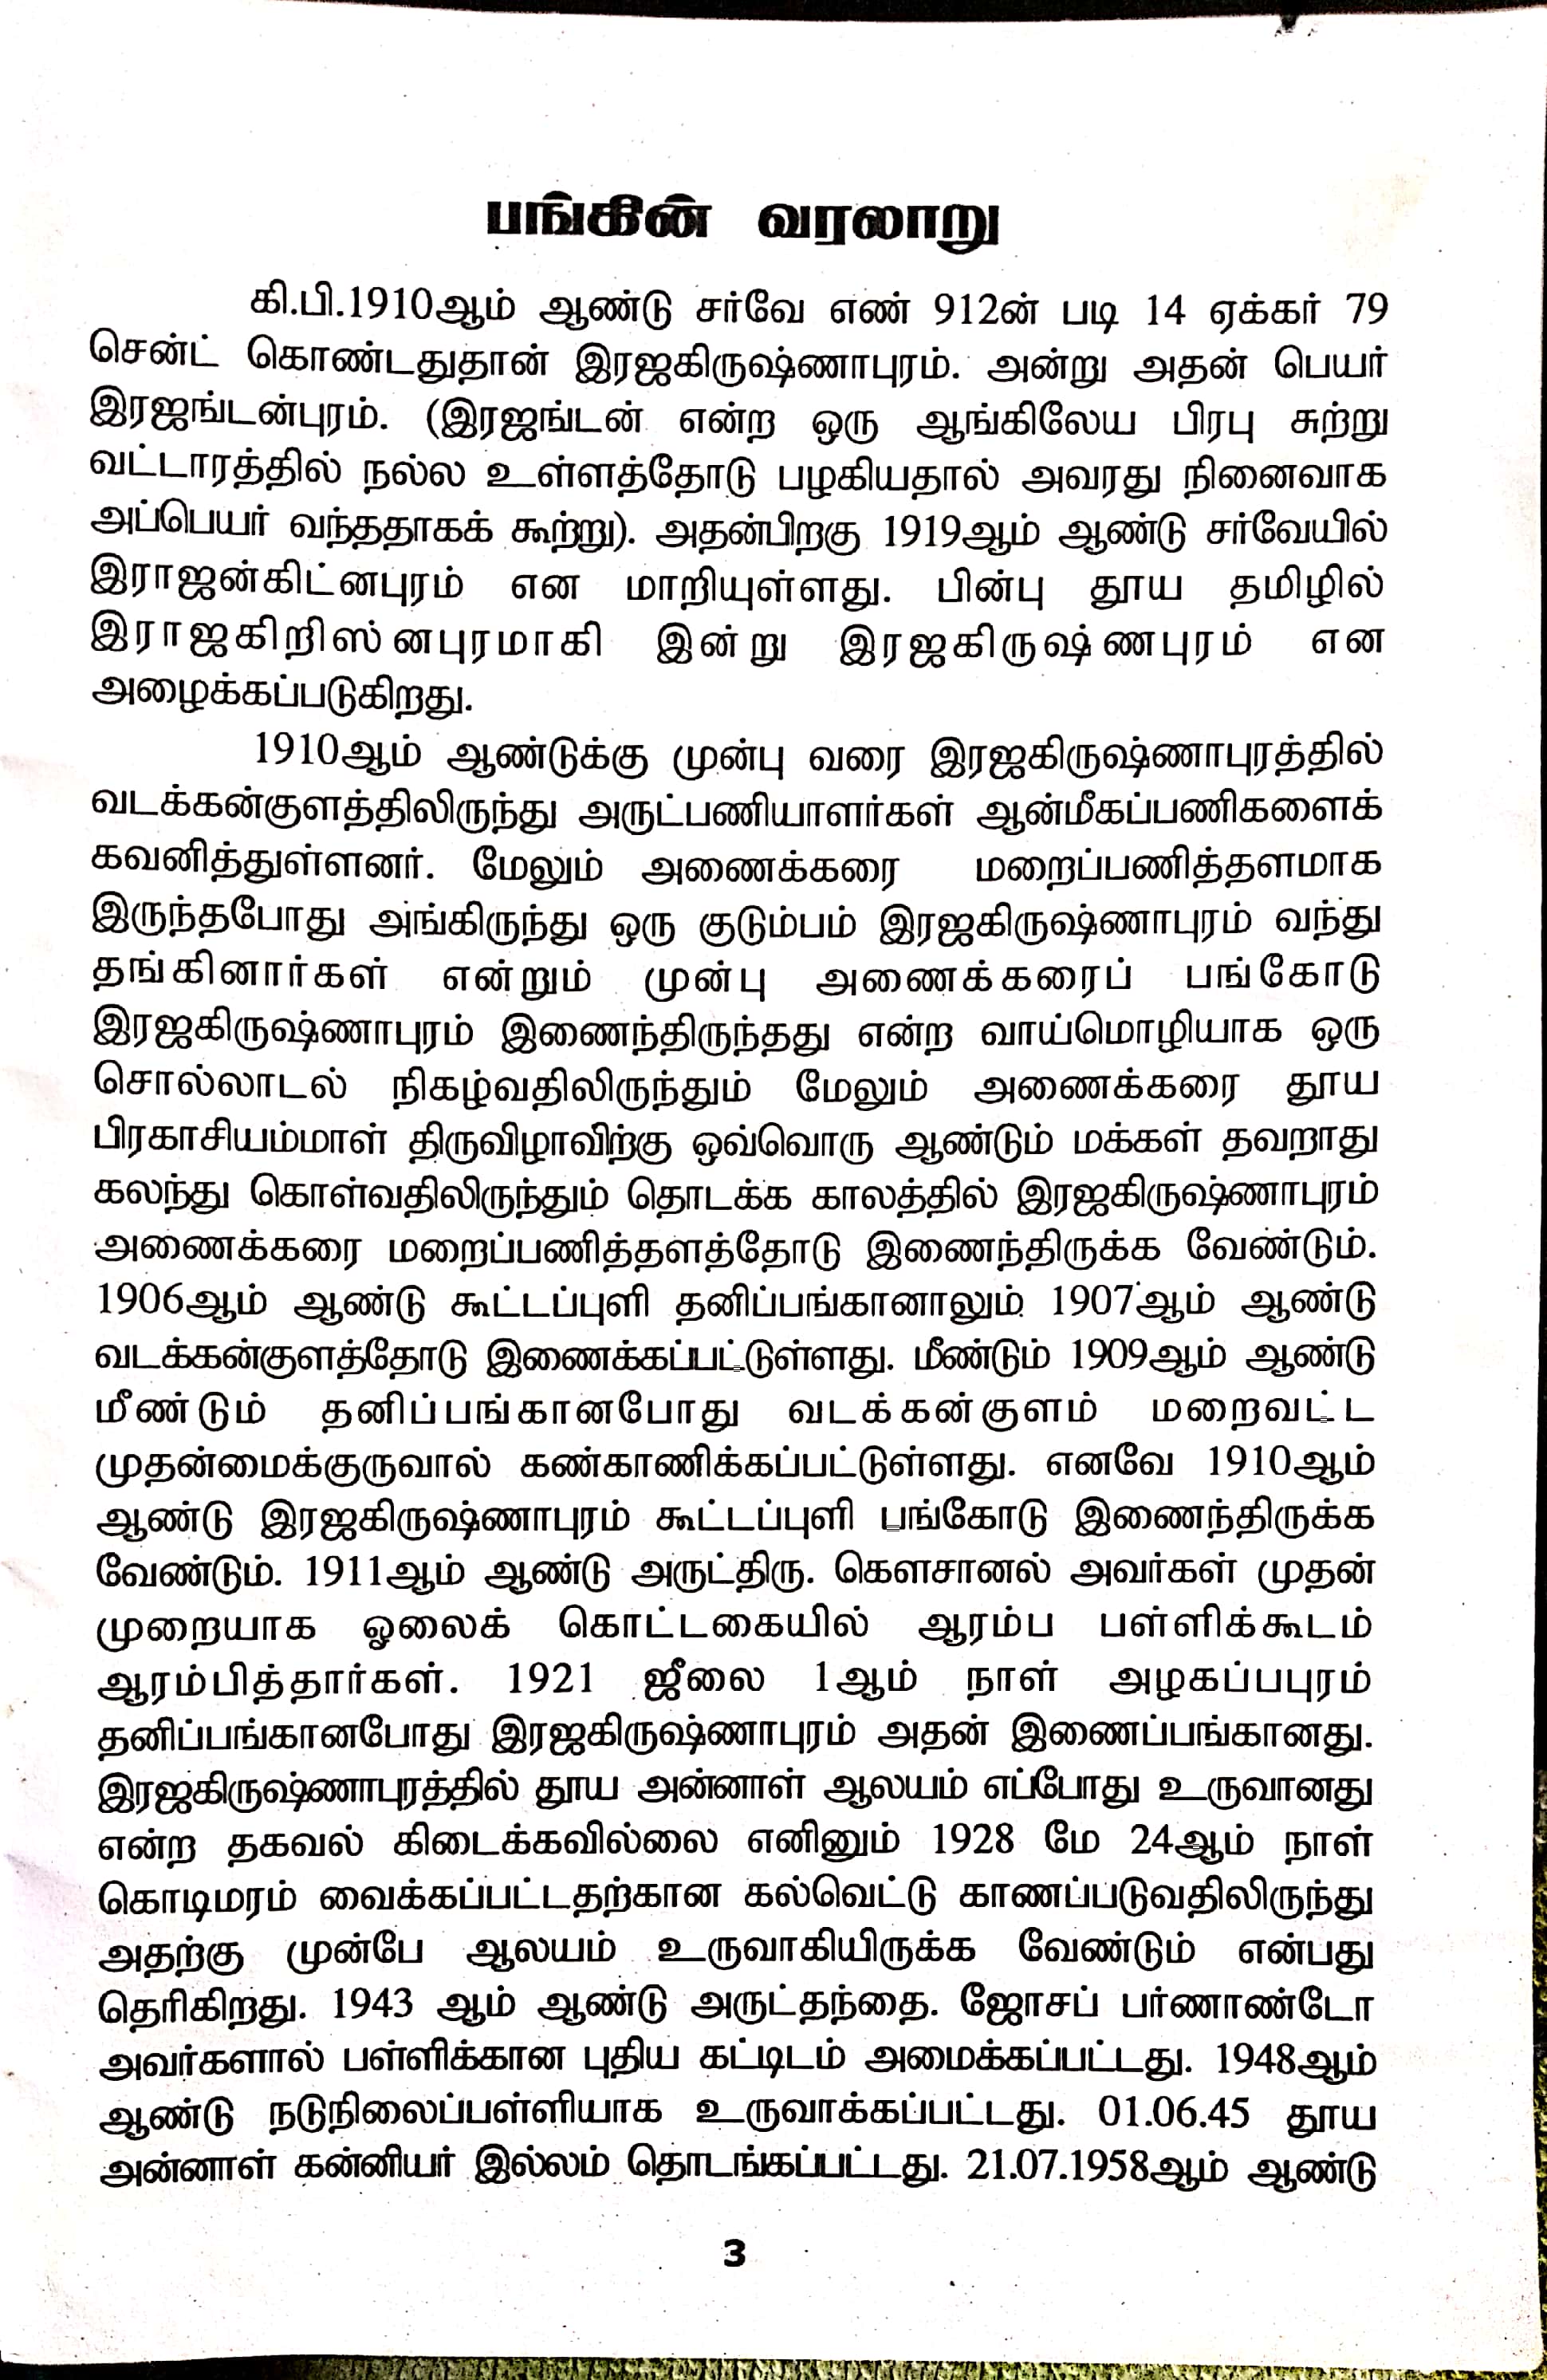 பங்கின் வரலாறு
கி.பி.1910ஆம் ஆண்டு சர்வே எண் 912ன் படி 14 ஏக்கர் 79
சென்ட் கொண்டதுதான் இரஜகிருஷ்ணாபுரம். அன்று அதன் பெயர்
இரஜங்டன்புரம். (இரஜங்டன் என்ற ஒரு ஆங்கிலேய பிரபு சுற்று
வட்டாரத்தில் நல்ல உள்ளத்தோடு பழகியதால் அவரது நினைவாக
அப்பெயர் வந்ததாகக் கூற்று). அதன்பிறகு 1919ஆம் ஆண்டு சர்வேயில்
இராஜன்கிட்னபுரம் என மாறியுள்ளது. பின்பு தூய தமிழில்
இராஜகிறிஸ்னபுரமாகி இன்று இரஜகிருஷ்ணபுரம் என
அழைக்கப்படுகிறது.
1910ஆம் ஆண்டுக்கு முன்பு வரை இரஜகிருஷ்ணாபுரத்தில்
வடக்கன்குளத்திலிருந்து அருட்பணியாளர்கள் ஆன்மீகப்பணிகளைக்
கவனித்துள்ளனர். மேலும் அணைக்கரை மறைப்பணித்தளமாக
இருந்தபோது அங்கிருந்து ஒரு குடும்பம் இரஜகிருஷ்ணாபுரம் வந்து
தங்கினார்கள் என்றும் முன்பு அணைக்கரைப் பங்கோடு
இரஜகிருஷ்ணாபுரம் இணைந்திருந்தது என்ற வாய்மொழியாக ஒரு
சொல்லாடல் நிகழ்வதிலிருந்தும் மேலும் அணைக்கரை தூய
பிரகாசியம்மாள் திருவிழாவிற்கு ஒவ்வொரு ஆண்டும் மக்கள் தவறாது
கலந்து கொள்வதிலிருந்தும் தொடக்க காலத்தில் இரஜகிருஷ்ணாபுரம்
அணைக்கரை மறைப்பணித்தளத்தோடு இணைந்திருக்க வேண்டும்.
1906ஆம் ஆண்டு கூட்டப்புளி தனிப்பங்கானாலும் 1907ஆம் ஆண்டு
வடக்கன்குளத்தோடு இணைக்கப்பட்டுள்ளது. மீண்டும் 1909ஆம் ஆண்டு
மீண்டும் தனிப்பங்கானபோது வடக்கன்குளம் மறைவட்ட
முதன்மைக்குருவால் கண்காணிக்கப்பட்டுள்ளது. எனவே 1910ஆம்
ஆண்டு இரஜகிருஷ்ணாபுரம் கூட்டப்புளி பங்கோடு இணைந்திருக்க
வேண்டும். 1911ஆம் ஆண்டு அருட்திரு. கௌசானல் அவர்கள் முதன்
முறையாக ஓலைக் கொட்டகையில் ஆரம்ப பள்ளிக்கூடம்
ஆரம்பித்தார்கள். 1921 ஜீலை 1ஆம் நாள் அழகப்பபுரம்
தனிப்பங்கானபோது இரஜகிருஷ்ணாபுரம் அதன் இணைப்பங்கானது.
இரஜகிருஷ்ணாபுரத்தில் தூய அன்னாள் ஆலயம் எப்போது உருவானது
என்ற தகவல் கிடைக்கவில்லை எனினும் 1928 மே 24ஆம் நாள்
கொடிமரம் வைக்கப்பட்டதற்கான கல்வெட்டு காணப்படுவதிலிருந்து
அதற்கு முன்பே ஆலயம் உருவாகியிருக்க வேண்டும் என்பது
தெரிகிறது. 1943 ஆம் ஆண்டு அருட்தந்தை. ஜோசப் பர்ணாண்டோ
அவர்களால் பள்ளிக்கான புதிய கட்டிடம் அமைக்கப்பட்டது. 1948ஆம்
ஆண்டு நடுநிலைப்பள்ளியாக உருவாக்கப்பட்டது. 01.06.45 தூய
அன்னாள் கன்னியர் இல்லம் தொடங்கப்பட்டது. 21.07.1958ஆம் ஆண்டு
3